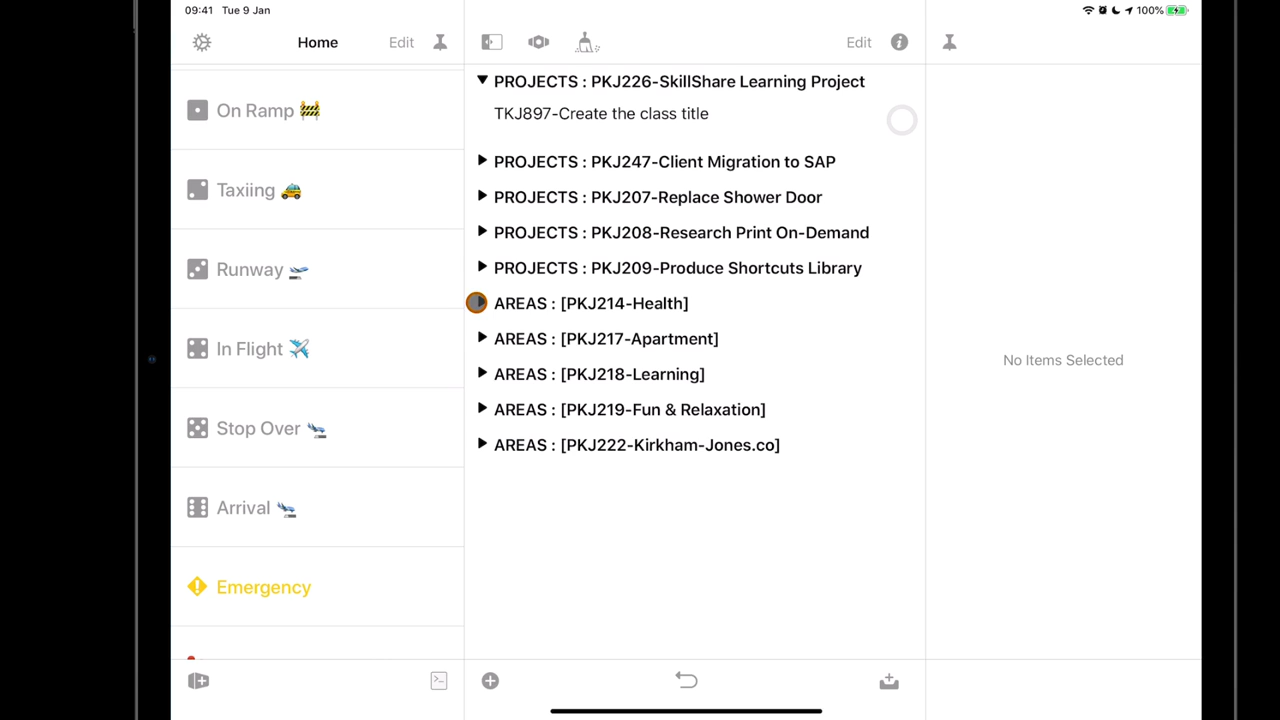 09:41 Tue 9 Jan
100%
Home
Edit
Edit
On Ramp
Taxiing
Runway
In Flight
Stop Over
Arrival
Emergency
PROJECTS : PKJ226-SkillShare Learning Project
TKJ897-Create the class title
PROJECTS : PKJ247-Client Migration to SAP
PROJECTS : PKJ207-Replace Shower Door
PROJECTS : PKJ208-Research Print On-Demand
PROJECTS : PKJ209-Produce Shortcuts Library
AREAS : [PKJ214-Health]
AREAS : [PKJ217-Apartment]
AREAS : [PKJ218-Learning]
AREAS : [PKJ219-Fun & Relaxation]
AREAS : [PKJ222-Kirkham-Jones.co]
No Items Selected